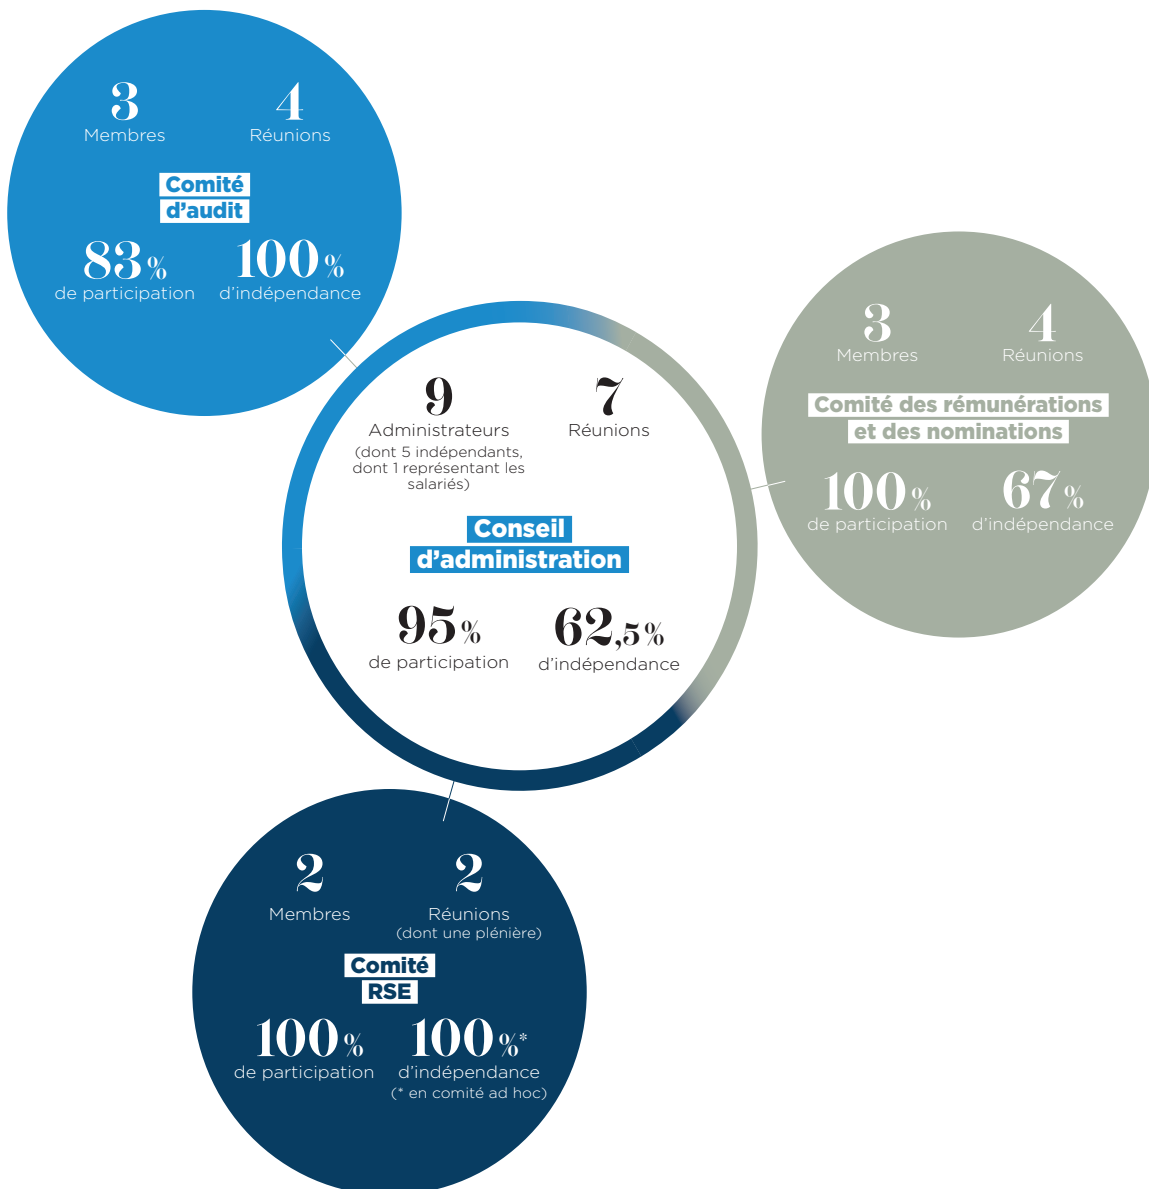 3
Membres
4
Réunions
Comité
d'audit
83 %
de participation
100 %
d'indépendance
3
Membres
4
Réunions
Comité des rémunérations
et des nominations
100 %
de participation
67 %
d'indépendance
9
Administrateurs
(dont 5 indépendants,
dont 1 représentant les
salariés)
7
Réunions
Conseil
d'administration
95 %
de participation
62,5 %
d'indépendance
2
Membres
2
Réunions
(dont une plénière)
Comité
RSE
100 %
de participation
100 %*
d'indépendance
(* en comité ad hoc)